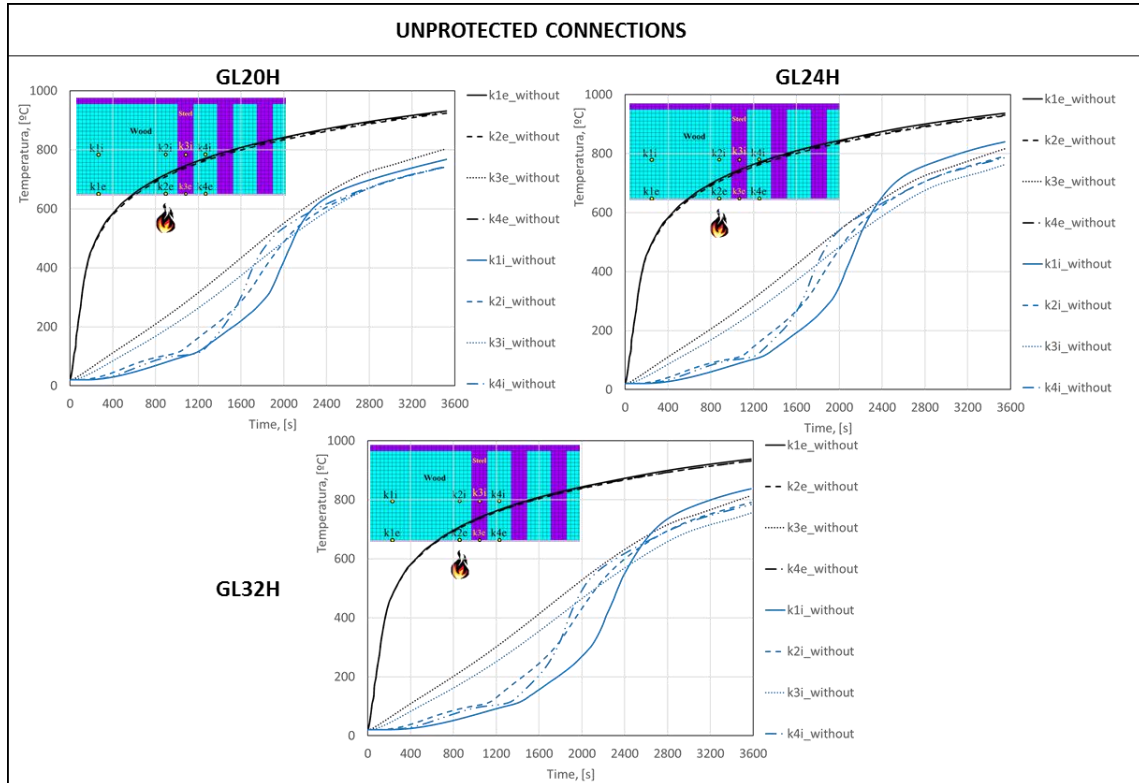 UNPROTECTED CONNECTIONS
GL20H
Temperatura, [ºC]
1000
800
600
400
200
0
0 400 800 1200 1600 2000 2400 2800 3200 3600
Time, [s]
Steel
Wood
k1i k2i k3i k4i
k1e k2e k3e k4e
k1e_without
k2e_without
k3e_without
k4e_without
k1i_without
k2i_without
k3i_without
k4i_without
GL24H
Temperatura, [ºC]
1000
800
600
400
200
0
0 400 800 1200 1600 2000 2400 2800 3200 3600
Time, [s]
Steel
Wood
k1i k2i k3i k4i
k1e k2e k3e k4e
k1e_without
k2e_without
k3e_without
k4e_without
k1i_without
k2i_without
k3i_without
k4i_without
GL32H
Temperatura, [ºC]
1000
800
600
400
200
0
0 400 800 1200 1600 2000 2400 2800 3200 3600
Time, [s]
Steel
Wood
k1i k2i k3i k4i
k1e k2e k3e k4e
k1e_without
k2e_without
k3e_without
k4e_without
k1i_without
k2i_without
k3i_without
k4i_without